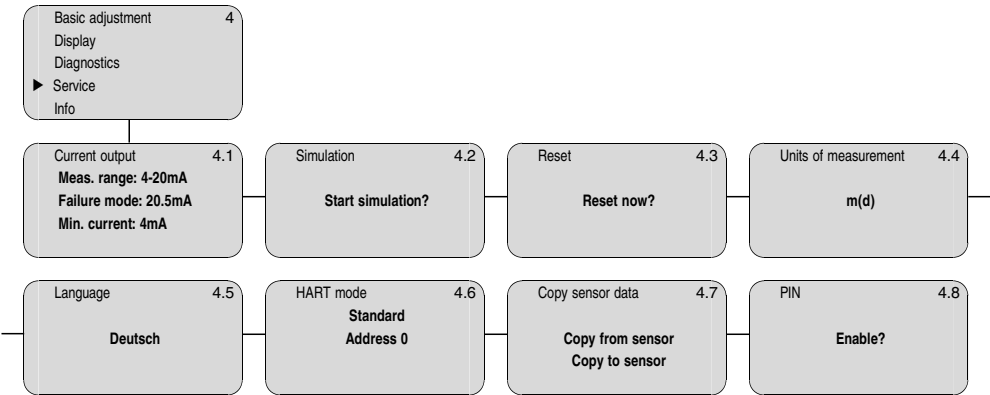 Basic adjustment 4
Display
Diagnostics
Service
Info
Current output 4.1
Meas. range: 4-20mA
Failure mode: 20.5mA
Min. current: 4mA
Simulation 4.2
Start simulation?
Reset 4.3
Reset now?
Units of measurement 4.4
m(d)
Language 4.5
Deutsch
HART mode 4.6
Standard
Address 0
Copy sensor data 4.7
Copy from sensor
Copy to sensor
PIN 4.8
Enable?